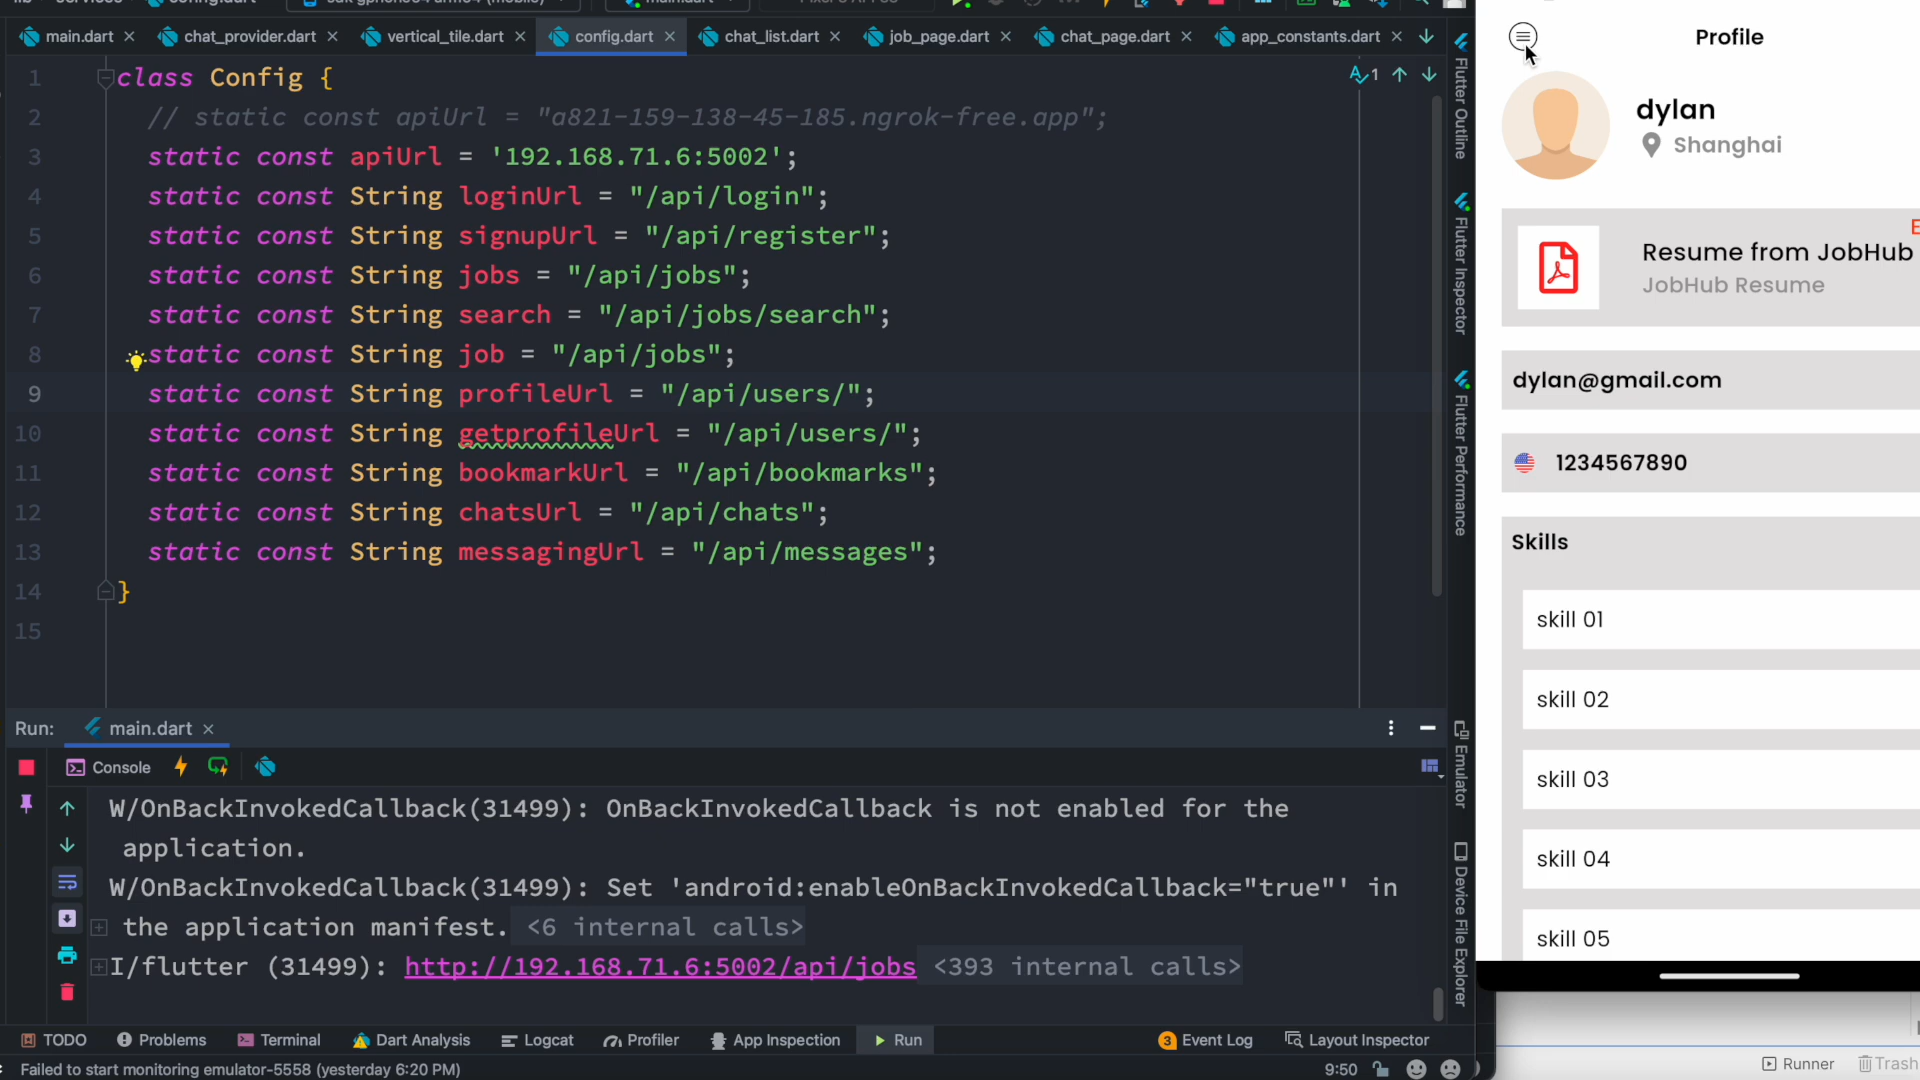 main.dart chat_provider.dart vertical_tile.dart config.dart chat_list.dart job_page.dart chat_page.dart app_constants.dart
1 class Config {
2 // static const apiUrl = "a821-159-138-45-185.ngrok-free.app";
3 static const apiUrl = '192.168.71.6:5002';
4 static const String loginUrl = "/api/login";
5 static const String signupUrl = "/api/register";
6 static const String jobs = "/api/jobs";
7 static const String search = "/api/jobs/search";
8 static const String job = "/api/jobs";
9 static const String profileUrl = "/api/users/";
10 static const String getprofileUrl = "/api/users/";
11 static const String bookmarkUrl = "/api/bookmarks";
12 static const String chatsUrl = "/api/chats";
13 static const String messagingUrl = "/api/messages";
14 }
15
1
Flutter Outline
Flutter Inspector
Flutter Performance
Emulator
Device File Explorer
Run: main.dart
Console
W/OnBackInvokedCallback(31499): OnBackInvokedCallback is not enabled for the
application.
W/OnBackInvokedCallback(31499): Set 'android:enableOnBackInvokedCallback="true"' in
the application manifest. <6 internal calls>
I/flutter (31499): http://192.168.71.6:5002/api/jobs <393 internal calls>
TODO Problems Terminal Dart Analysis Logcat Profiler App Inspection Run 3 Event Log Layout Inspector
Failed to start monitoring emulator-5558 (yesterday 6:20 PM) 9:50
Profile
dylan
Shanghai
Resume from JobHub
JobHub Resume
dylan@gmail.com
1234567890
Skills
skill 01
skill 02
skill 03
skill 04
skill 05
Runner Trash